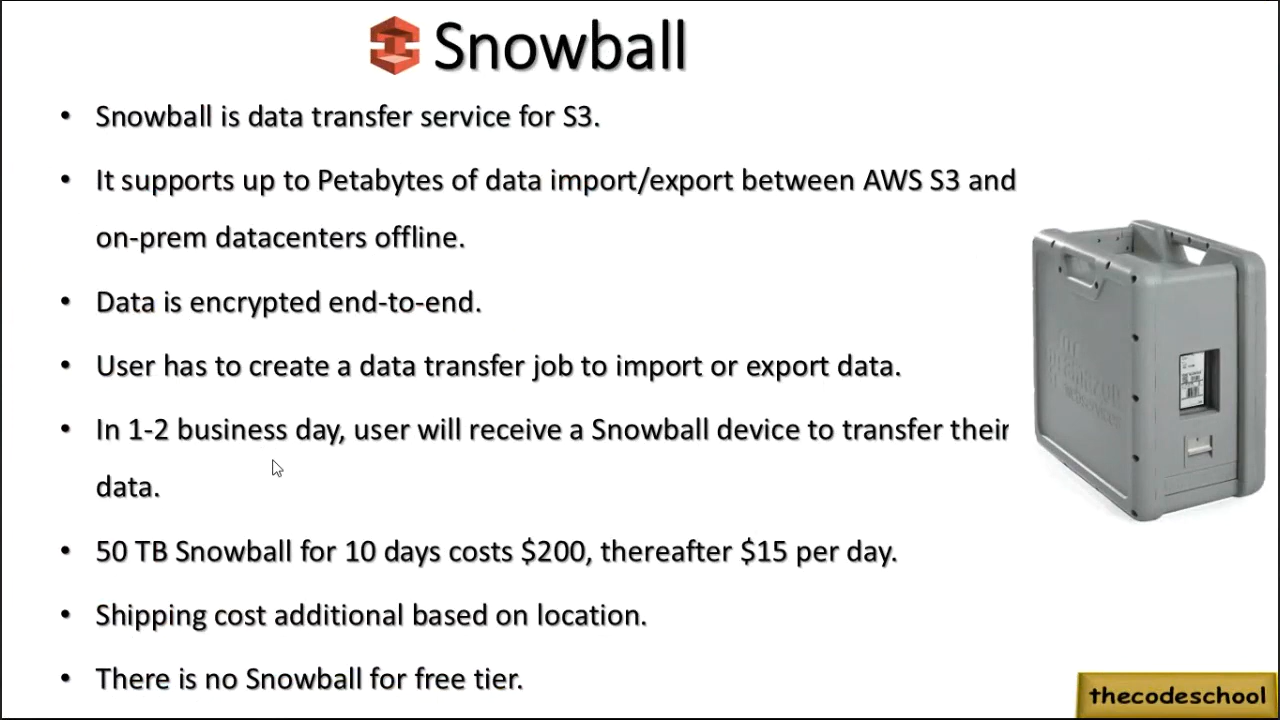 Snowball
• Snowball is data transfer service for S3.
• It supports up to Petabytes of data import/export between AWS S3 and
on-prem datacenters offline.
• Data is encrypted end-to-end.
• User has to create a data transfer job to import or export data.
• In 1-2 business day, user will receive a Snowball device to transfer their
data.
• 50 TB Snowball for 10 days costs $200, thereafter $15 per day.
• Shipping cost additional based on location.
• There is no Snowball for free tier.
thecodeschool